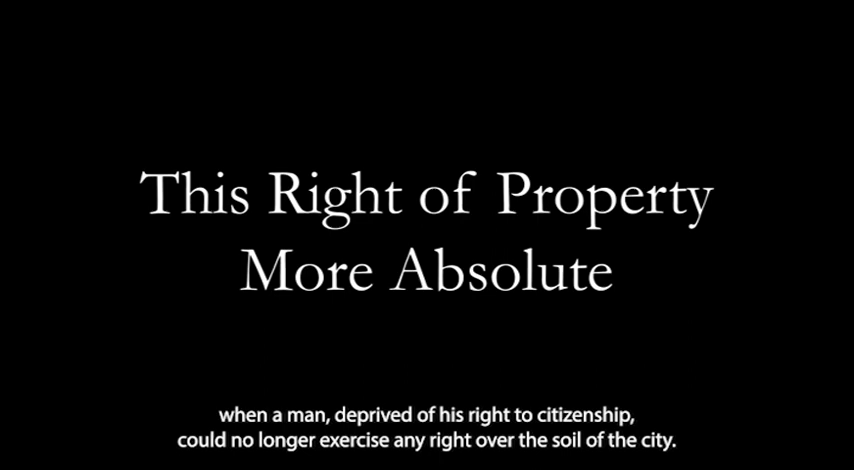 This Right of Property
More Absolute
when a man, deprived of his right to citizenship,
could no longer exercise any right over the soil of the city.